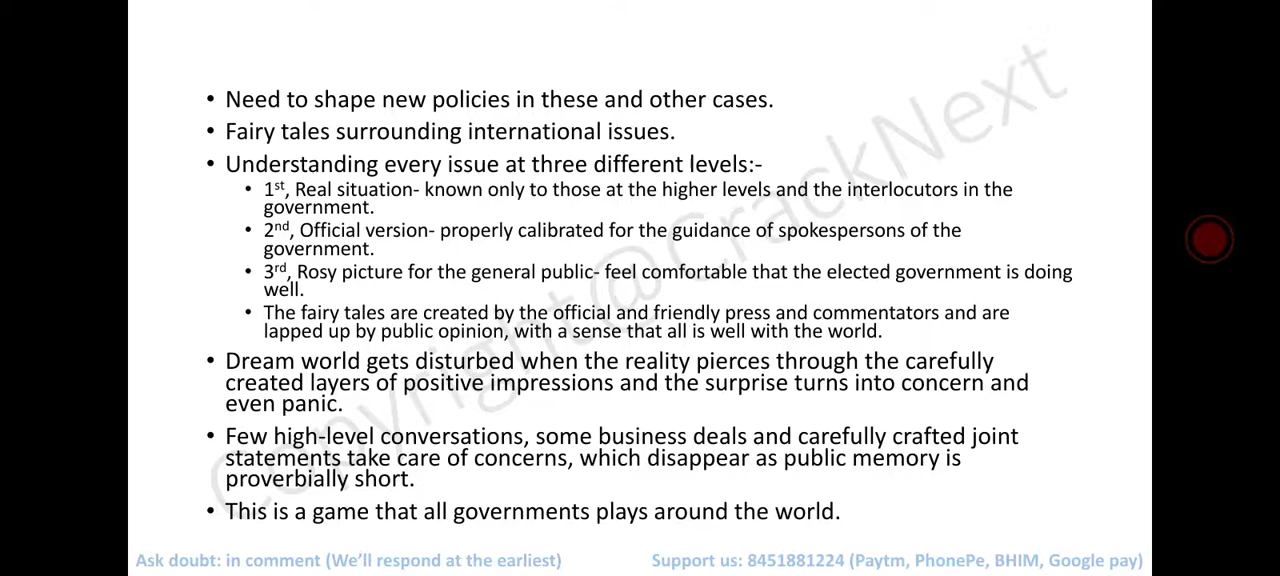 • Need to shape new policies in these and other cases.
• Fairy tales surrounding international issues.
• Understanding every issue at three different levels:-
• 1st, Real situation- known only to those at the higher levels and the interlocutors in the
government.
• 2nd, Official version- properly calibrated for the guidance of spokespersons of the
government.
• 3rd, Rosy picture for the general public- feel comfortable that the elected government is doing
well.
• The fairy tales are created by the official and friendly press and commentators and are
lapped up by public opinion, with a sense that all is well with the world.
• Dream world gets disturbed when the reality pierces through the carefully
created layers of positive impressions and the surprise turns into concern and
even panic.
• Few high-level conversations, some business deals and carefully crafted joint
statements take care of concerns, which disappear as public memory is
proverbially short.
• This is a game that all governments plays around the world.
Copyright@CrackNext
Ask doubt: in comment (We'll respond at the earliest)
Support us: 8451881224 (Paytm, PhonePe, BHIM, Google pay)